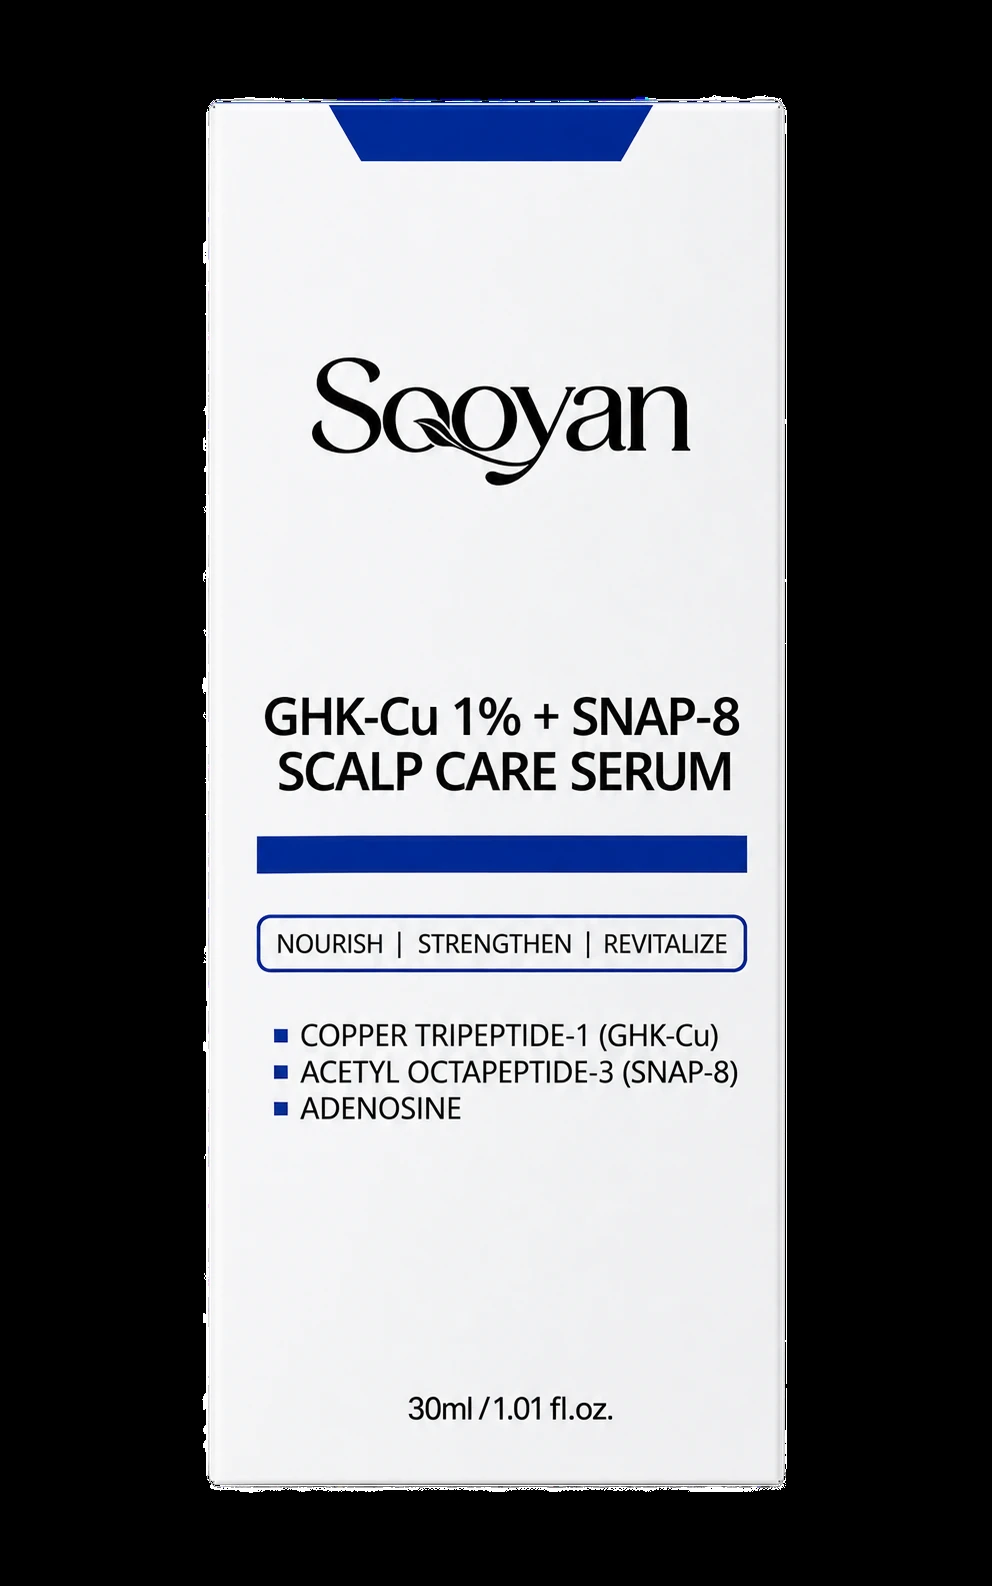 Sooyan
GHK-Cu 1% + SNAP-8
SCALP CARE SERUM
NOURISH | STRENGTHEN | REVITALIZE
COPPER TRIPEPTIDE-1 (GHK-Cu)
ACETYL OCTAPEPTIDE-3 (SNAP-8)
ADENOSINE
30ml / 1.01 fl.oz.